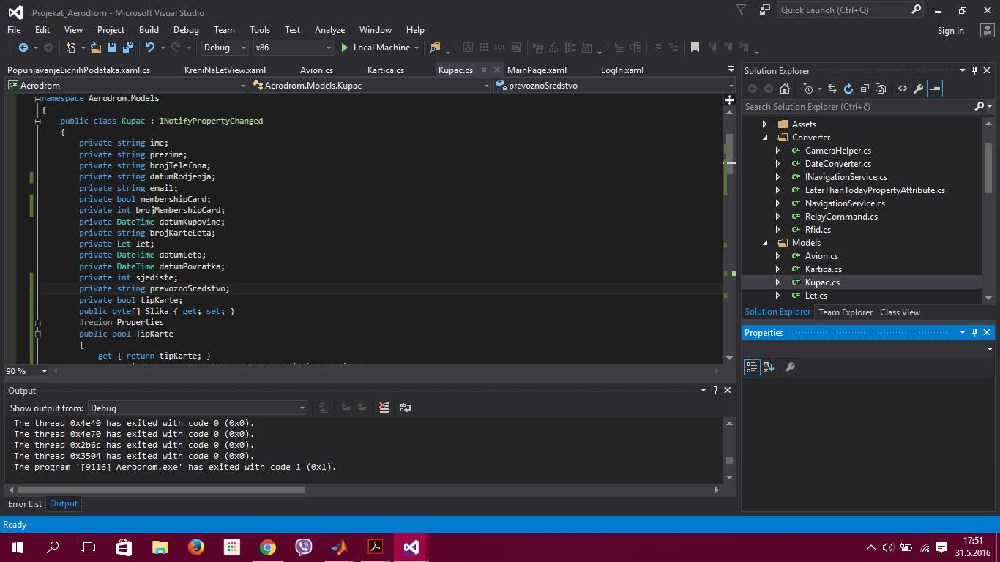 Projekat_Aerodrom - Microsoft Visual Studio
Quick Launch (Ctrl+Q)
File Edit View Project Build Debug Team Tools Test Analyze Window Help
Sign in
Debug x86 Local Machine
PopunjavanjeLicnihPodataka.xaml.cs KreniNaLetView.xaml Avion.cs Kartica.cs Kupac.cs MainPage.xaml LogIn.xaml
Aerodrom Aerodrom.Models.Kupac prevoznoSredstvo
namespace Aerodrom.Models
{
public class Kupac : INotifyPropertyChanged
{
private string ime;
private string prezime;
private string brojTelefona;
private string datumRodjenja;
private string email;
private bool membershipCard;
private int brojMembershipCard;
private DateTime datumKupovine;
private string brojKarteLeta;
private Let let;
private DateTime datumLeta;
private DateTime datumPovratka;
private int sjediste;
private string prevoznoSredstvo;
private bool tipKarte;
public byte[] Slika { get; set; }
#region Properties
public bool TipKarte
{
get { return tipKarte; }
90 %
Output
Show output from: Debug
The thread 0x4e40 has exited with code 0 (0x0).
The thread 0x4e70 has exited with code 0 (0x0).
The thread 0x2b6c has exited with code 0 (0x0).
The thread 0x3504 has exited with code 0 (0x0).
The program '[9116] Aerodrom.exe' has exited with code 1 (0x1).
Error List Output
Solution Explorer
Search Solution Explorer (Ctrl+č)
Assets
Converter
C# CameraHelper.cs
C# DateConverter.cs
C# INavigationService.cs
C# LaterThanTodayPropertyAttribute.cs
C# NavigationService.cs
C# RelayCommand.cs
C# Rfid.cs
Models
C# Avion.cs
C# Kartica.cs
C# Kupac.cs
C# Let.cs
Solution Explorer Team Explorer Class View
Properties
Ready
17:51
31.5.2016